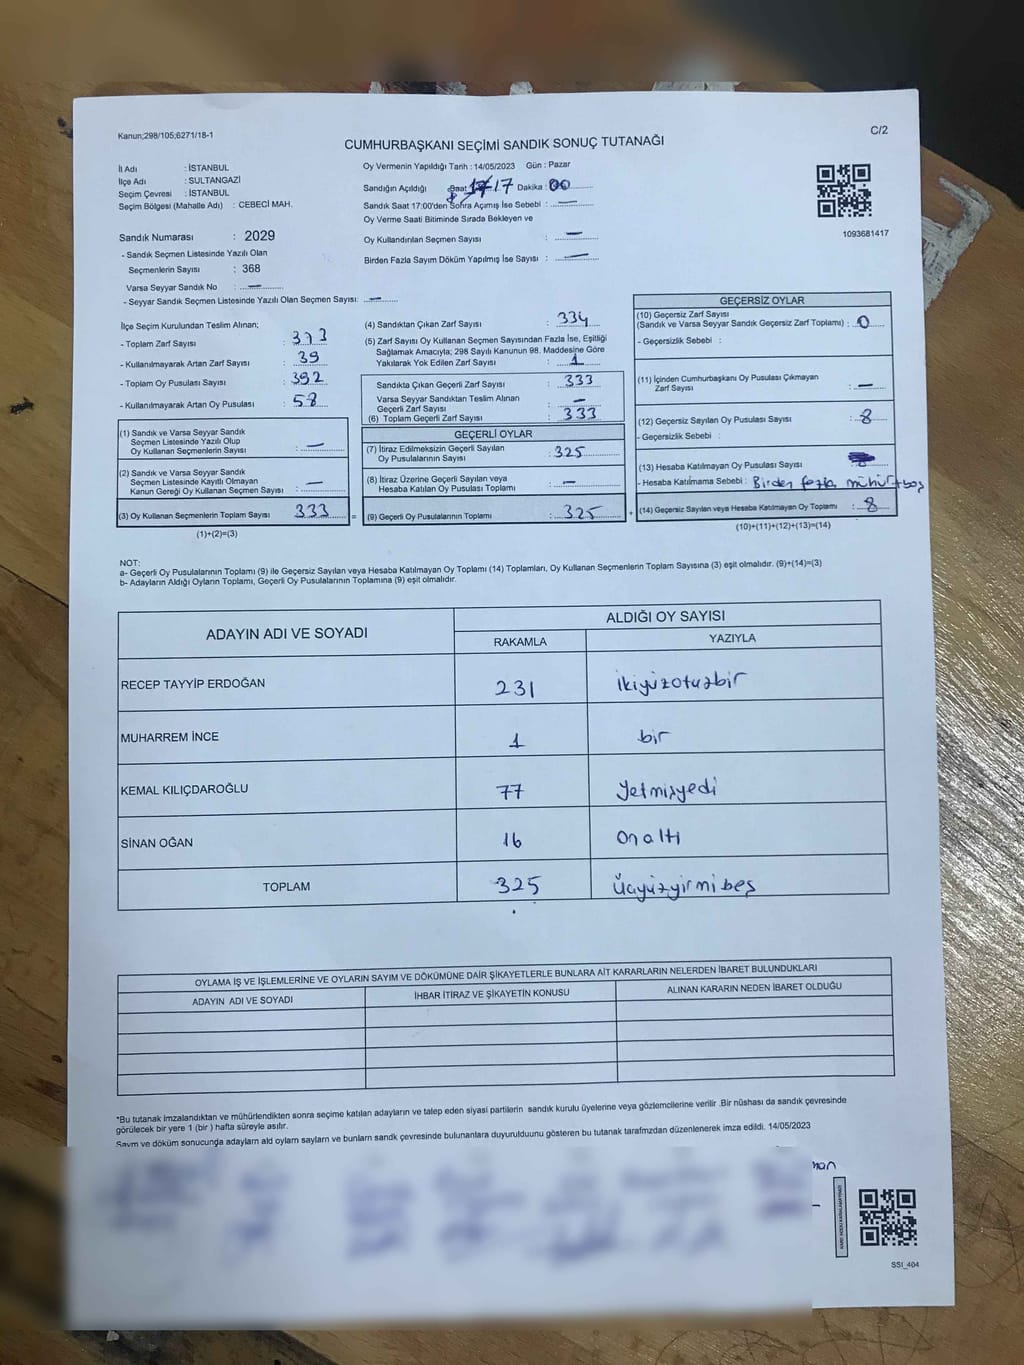 Kanun;298/105;6271/18-1
C/2
CUMHURBAŞKANI SEÇİMİ SANDIK SONUÇ TUTANAĞI
İl Adı : İSTANBUL
İlçe Adı : SULTANGAZİ
Seçim Çevresi : İSTANBUL
Seçim Bölgesi (Mahalle Adı) : CEBECİ MAH.
Sandık Numarası : 2029
- Sandık Seçmen Listesinde Yazılı Olan
Seçmenlerin Sayısı : 368
Varsa Seyyar Sandık No : —
- Seyyar Sandık Seçmen Listesinde Yazılı Olan Seçmen Sayısı: —
Oy Vermenin Yapıldığı Tarih : 14/05/2023 Gün : Pazar
Sandığın Açıldığı Saat 17 Dakika : 00
Sandık Saat 17:00'den Sonra Açımış İse Sebebi : —
Oy Verme Saati Bitiminde Sırada Bekleyen ve
Oy Kullandırılan Seçmen Sayısı : —
Birden Fazla Sayım Döküm Yapılmış İse Sayısı : —
1093681417
İlçe Seçim Kurulundan Teslim Alınan;
- Toplam Zarf Sayısı : 373
- Kullanılmayarak Artan Zarf Sayısı : 39
- Toplam Oy Pusulası Sayısı : 392
- Kullanılmayarak Artan Oy Pusulası : 58
(1) Sandık ve Varsa Seyyar Sandık
Seçmen Listesinde Yazılı Olup
Oy Kullanan Seçmenlerin Sayısı : —
(2) Sandık ve Varsa Seyyar Sandık
Seçmen Listesinde Kayıtlı Olmayan
Kanun Gereği Oy Kullanan Seçmen Sayısı : —
(3) Oy Kullanan Seçmenlerin Toplam Sayısı : 333 =
(1)+(2)=(3)
(4) Sandıktan Çıkan Zarf Sayısı : 334
(5) Zarf Sayısı Oy Kullanan Seçmen Sayısından Fazla İse, Eşitliği
Sağlamak Amacıyla; 298 Sayılı Kanunun 98. Maddesine Göre
Yakılarak Yok Edilen Zarf Sayısı : 1
Sandıkta Çıkan Geçerli Zarf Sayısı : 333
Varsa Seyyar Sandıktan Teslim Alınan
Geçerli Zarf Sayısı : —
(6) Toplam Geçerli Zarf Sayısı : 333
GEÇERLİ OYLAR
(7) İtiraz Edilmeksizin Geçerli Sayılan
Oy Pusulalarının Sayısı : 325
(8) İtiraz Üzerine Geçerli Sayılan veya
Hesaba Katılan Oy Pusulası Toplamı : —
(9) Geçerli Oy Pusulalarının Toplamı : 325 +
GEÇERSİZ OYLAR
(10) Geçersiz Zarf Sayısı
(Sandık ve Varsa Seyyar Sandık Geçersiz Zarf Toplamı) : 0
- Geçersizlik Sebebi :
(11) İçinden Cumhurbaşkanı Oy Pusulası Çıkmayan
Zarf Sayısı : —
(12) Geçersiz Sayılan Oy Pusulası Sayısı : 8
- Geçersizlik Sebebi :
(13) Hesaba Katılmayan Oy Pusulası Sayısı :
- Hesaba Katılmama Sebebi : Birden fazla mühür+boş
(14) Geçersiz Sayılan veya Hesaba Katılmayan Oy Toplamı : 8
(10)+(11)+(12)+(13)=(14)
NOT:
a- Geçerli Oy Pusulalarının Toplamı (9) ile Geçersiz Sayılan veya Hesaba Katılmayan Oy Toplamı (14) Toplamları, Oy Kullanan Seçmenlerin Toplam Sayısına (3) eşit olmalıdır. (9)+(14)=(3)
b- Adayların Aldığı Oyların Toplamı, Geçerli Oy Pusulalarının Toplamına (9) eşit olmalıdır.
ADAYIN ADI VE SOYADI
ALDIĞI OY SAYISI
RAKAMLA YAZIYLA
RECEP TAYYİP ERDOĞAN 231 ikiyüzotuzbir
MUHARREM İNCE 1 bir
KEMAL KILIÇDAROĞLU 77 Yetmişyedi
SİNAN OĞAN 16 on altı
TOPLAM 325 üçyüzyirmi beş
OYLAMA İŞ VE İŞLEMLERİNE VE OYLARIN SAYIM VE DÖKÜMÜNE DAİR ŞİKAYETLERLE BUNLARA AİT KARARLARIN NELERDEN İBARET BULUNDUKLARI
ADAYIN ADI VE SOYADI İHBAR İTİRAZ VE ŞİKAYETİN KONUSU ALINAN KARARIN NEDEN İBARET OLDUĞU
*Bu tutanak imzalandıktan ve mühürlendikten sonra seçime katılan adayların ve talep eden siyasi partilerin sandık kurulu üyelerine veya gözlemcilerine verilir .Bir nüshası da sandık çevresinde
görülecek bir yere 1 (bir ) hafta süreyle asılır.
Sayım ve döküm sonucunda adayların ald oyların sayıları ve bunların sandk çevresinde bulunanlara duyurulduunu gösteren bu tutanak tarafmzdan düzenlenerek imza edildi. 14/05/2023
SSI_404